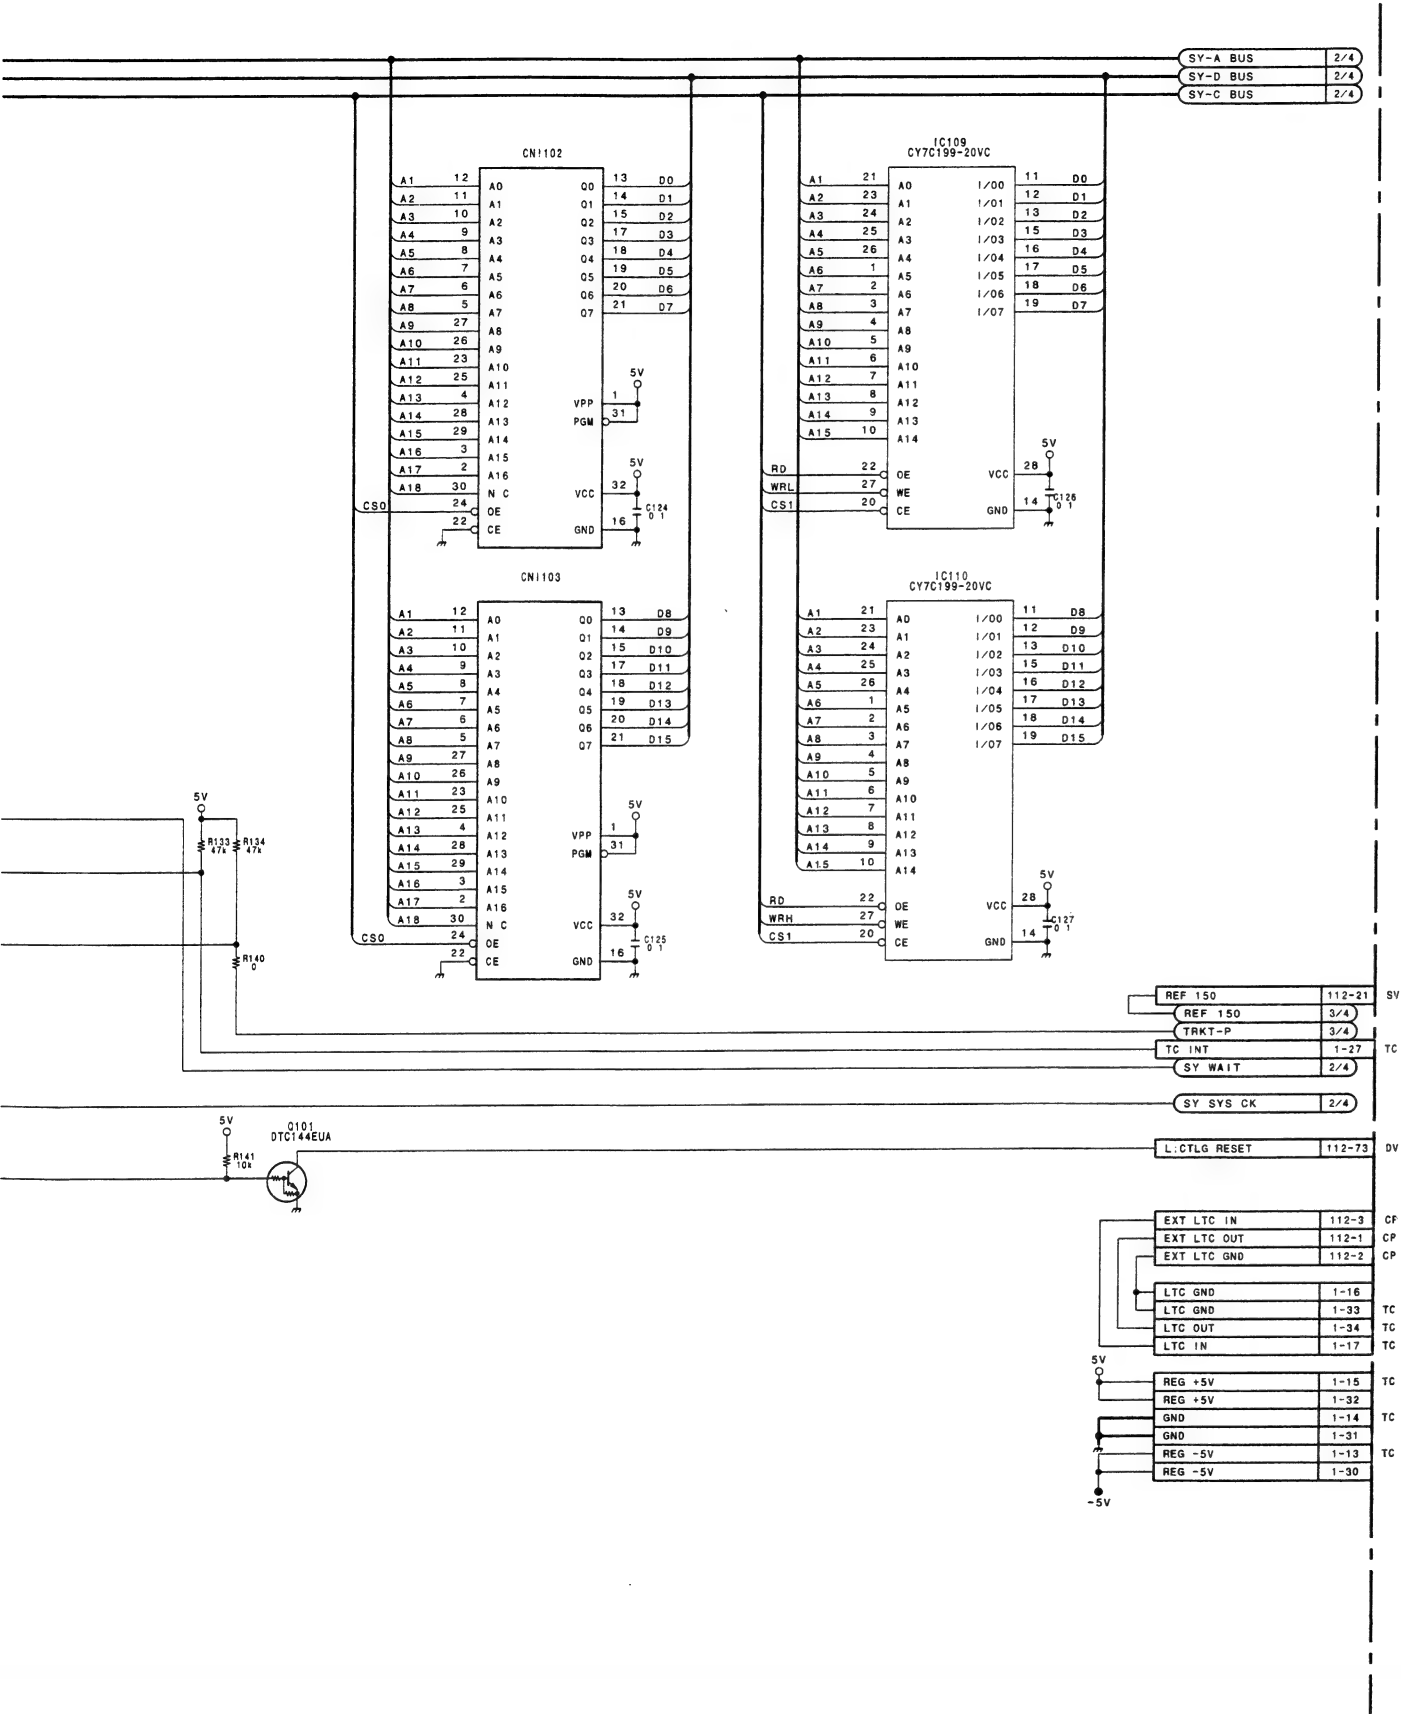 SY-A BUS 2/4
SY-D BUS 2/4
SY-C BUS 2/4
CN1102
A1 12 A0 Q0 13 D0
A2 11 A1 Q1 14 D1
A3 10 A2 Q2 15 D2
A4 9 A3 Q3 17 D3
A5 8 A4 Q4 18 D4
A6 7 A5 Q5 19 D5
A7 6 A6 Q6 20 D6
A8 5 A7 Q7 21 D7
A9 27 A8
A10 26 A9
A11 23 A10
A12 25 A11
5V
A13 4 A12 VPP 1
A14 28 A13 PGM 31
A15 29 A14
A16 3 A15
A17 2 A16
5V
A18 30 N C VCC 32
CS0 24 OE
C124
0 1
22 CE GND 16
IC109
CY7C199-20VC
A1 21 A0 I/O0 11 D0
A2 23 A1 I/O1 12 D1
A3 24 A2 I/O2 13 D2
A4 25 A3 I/O3 15 D3
A5 26 A4 I/O4 16 D4
A6 1 A5 I/O5 17 D5
A7 2 A6 I/O6 18 D6
A8 3 A7 I/O7 19 D7
A9 4 A8
A10 5 A9
A11 6 A10
A12 7 A11
A13 8 A12
A14 9 A13
A15 10 A14
5V
RD 22 OE VCC 28
WRL 27 WE
C126
0 1
CS1 20 CE GND 14
CN1103
A1 12 A0 Q0 13 D8
A2 11 A1 Q1 14 D9
A3 10 A2 Q2 15 D10
A4 9 A3 Q3 17 D11
A5 8 A4 Q4 18 D12
A6 7 A5 Q5 19 D13
A7 6 A6 Q6 20 D14
A8 5 A7 Q7 21 D15
A9 27 A8
A10 26 A9
A11 23 A10
A12 25 A11
5V
A13 4 A12 VPP 1
A14 28 A13 PGM 31
A15 29 A14
A16 3 A15
A17 2 A16
5V
A18 30 N C VCC 32
CS0 24 OE
C125
0 1
22 CE GND 16
IC110
CY7C199-20VC
A1 21 A0 I/O0 11 D8
A2 23 A1 I/O1 12 D9
A3 24 A2 I/O2 13 D10
A4 25 A3 I/O3 15 D11
A5 26 A4 I/O4 16 D12
A6 1 A5 I/O5 17 D13
A7 2 A6 I/O6 18 D14
A8 3 A7 I/O7 19 D15
A9 4 A8
A10 5 A9
A11 6 A10
A12 7 A11
A13 8 A12
A14 9 A13
A15 10 A14
5V
RD 22 OE VCC 28
WRH 27 WE
C127
0 1
CS1 20 CE GND 14
5V
R133
47k
R134
47k
R140
0
REF 150 112-21 SV
REF 150 3/4
TRKT-P 3/4
TC INT 1-27 TC
SY WAIT 2/4
SY SYS CK 2/4
5V
R141
10k
Q101
DTC144EUA
L:CTLG RESET 112-73 DV
EXT LTC IN 112-3 CP
EXT LTC OUT 112-1 CP
EXT LTC GND 112-2 CP
LTC GND 1-16
LTC GND 1-33 TC
LTC OUT 1-34 TC
LTC IN 1-17 TC
5V
REG +5V 1-15 TC
REG +5V 1-32
GND 1-14 TC
GND 1-31
REG -5V 1-13 TC
REG -5V 1-30
-5V